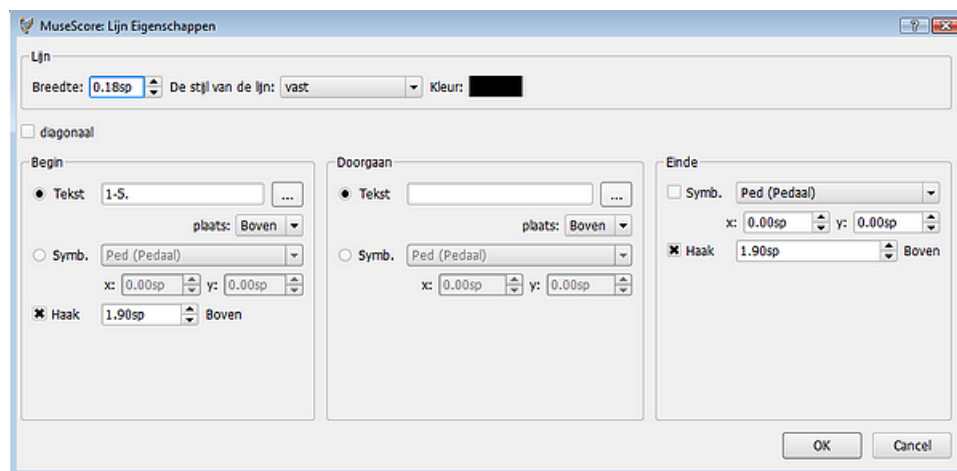 MuseScore: Lijn Eigenschappen
Lijn
Breedte: 0.18sp De stijl van de lijn: vast Kleur:
diagonaal
Begin
Tekst 1-5. ...
plaats: Boven
Symb. Ped (Pedaal)
x: 0.00sp y: 0.00sp
Haak 1.90sp Boven
Doorgaan
Tekst ...
plaats: Boven
Symb. Ped (Pedaal)
x: 0.00sp y: 0.00sp
Einde
Symb. Ped (Pedaal)
x: 0.00sp y: 0.00sp
Haak 1.90sp Boven
OK Cancel